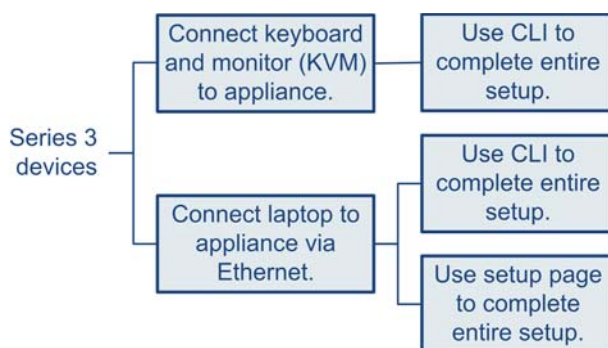 Series 3
devices
Connect keyboard
and monitor (KVM)
to appliance.
Use CLI to
complete entire
setup.
Connect laptop to
appliance via
Ethernet.
Use CLI to
complete entire
setup.
Use setup page
to complete
entire setup.